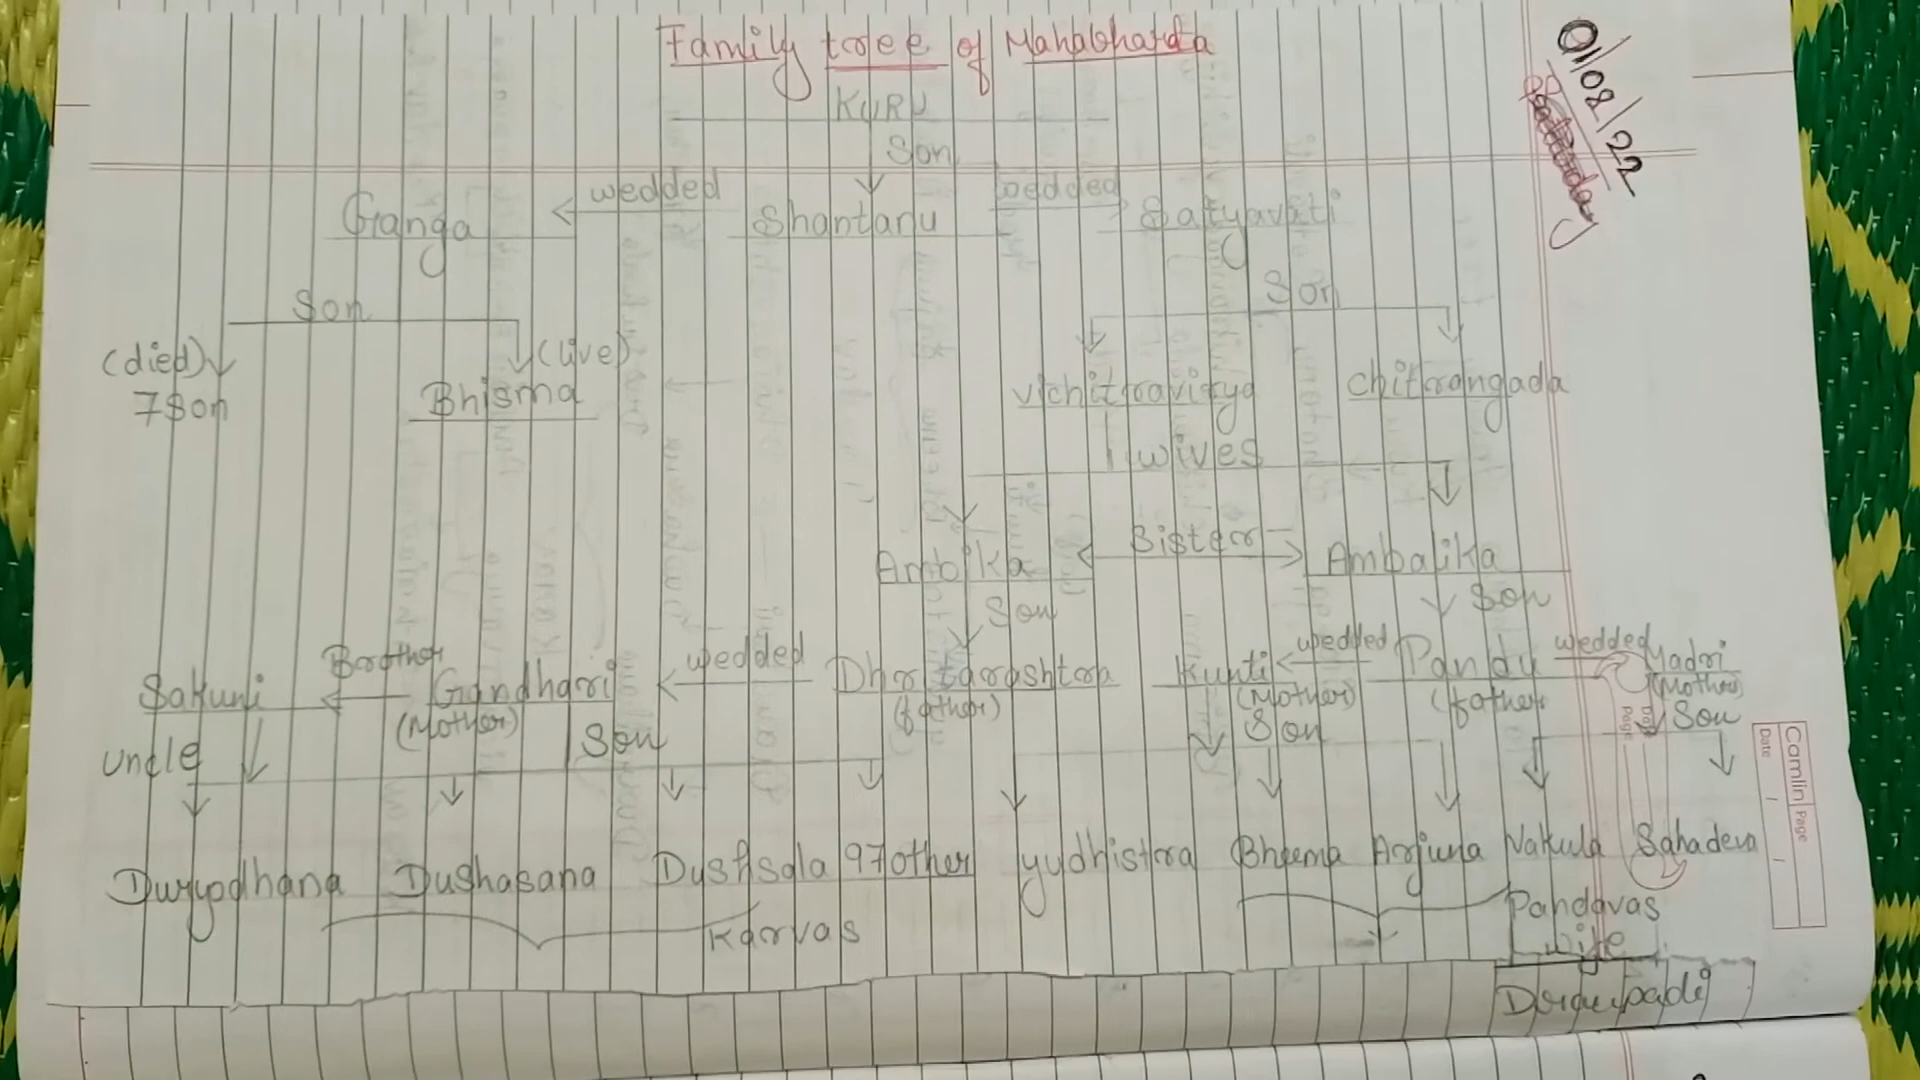 Family tree of Mahabharata
01/08/22
KURU
Son
Ganga wedded Shantanu wedded Satyavati
Son Son
(died) (live)
7 Son Bhisma vichitravirya chitrangada
wives
Ambika Sister Ambalika
Son Son
Sakuni Brother Gandhari wedded Dhritarashtra Kunti wedded Pandu wedded Madri
(Mother) (father) (Mother) (father (Mother)
Uncle Son Son Son
Duryodhana Dushasana Dushsala 97 other yudhistra Bheema Arjuna Nakula Sahadeva
Karvas Pandavas
wife
Draupadi
Camlin Page
Date / /